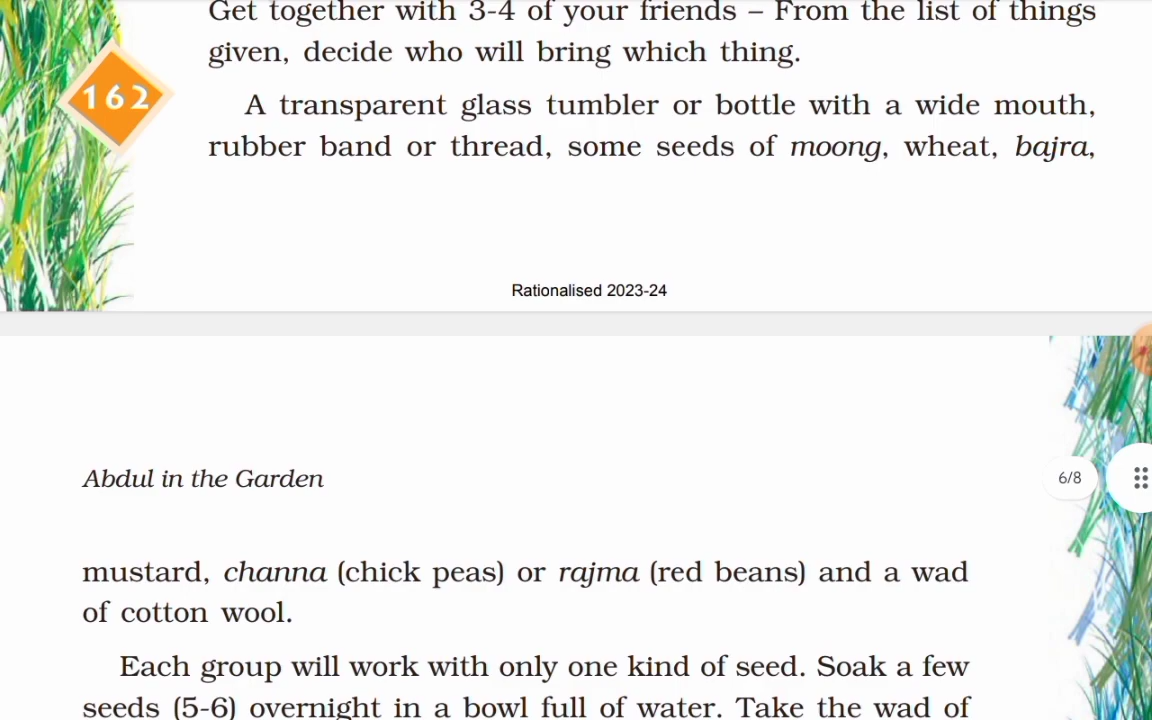 Get together with 3-4 of your friends – From the list of things
given, decide who will bring which thing.
162
A transparent glass tumbler or bottle with a wide mouth,
rubber band or thread, some seeds of moong, wheat, bajra,
Rationalised 2023-24
Abdul in the Garden
6/8
mustard, channa (chick peas) or rajma (red beans) and a wad
of cotton wool.
Each group will work with only one kind of seed. Soak a few
seeds (5-6) overnight in a bowl full of water. Take the wad of